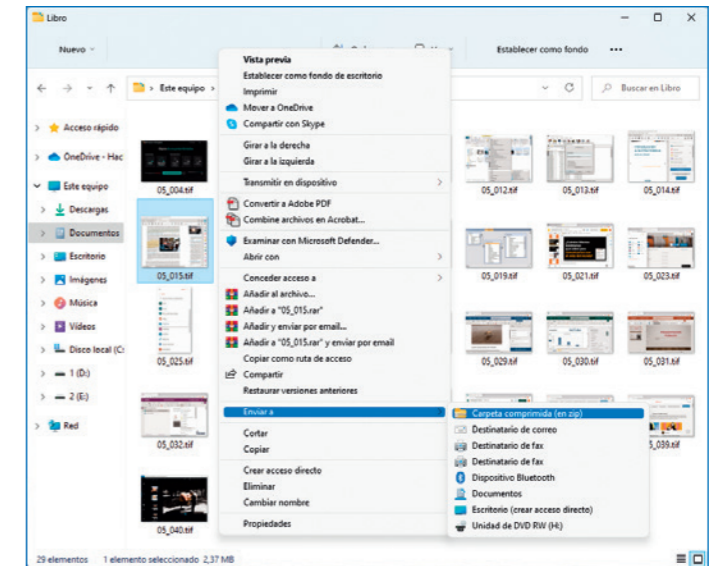 Libro
Nuevo
Establecer como fondo
Este equipo
Buscar en Libro
Acceso rápido
OneDrive - Hac
Este equipo
Descargas
Documentos
Escritorio
Imágenes
Música
Vídeos
Disco local (C:
1 (D:)
2 (E:)
Red
05_004.tif
05_012.tif
05_013.tif
05_014.tif
05_015.tif
05_019.tif
05_021.tif
05_023.tif
05_025.tif
05_029.tif
05_030.tif
05_031.tif
05_032.tif
5_039.tif
05_040.tif
Vista previa
Establecer como fondo de escritorio
Imprimir
Mover a OneDrive
Compartir con Skype
Girar a la derecha
Girar a la izquierda
Transmitir en dispositivo
Convertir a Adobe PDF
Combine archivos en Acrobat...
Examinar con Microsoft Defender...
Abrir con
Conceder acceso a
Añadir al archivo...
Añadir a "05_015.rar"
Añadir y enviar por email...
Añadir a "05_015.rar" y enviar por email
Copiar como ruta de acceso
Compartir
Restaurar versiones anteriores
Enviar a
Cortar
Copiar
Crear acceso directo
Eliminar
Cambiar nombre
Propiedades
Carpeta comprimida (en zip)
Destinatario de correo
Destinatario de fax
Destinatario de fax
Dispositivo Bluetooth
Documentos
Escritorio (crear acceso directo)
Unidad de DVD RW (H:)
29 elementos
1 elemento seleccionado 2,37 MB